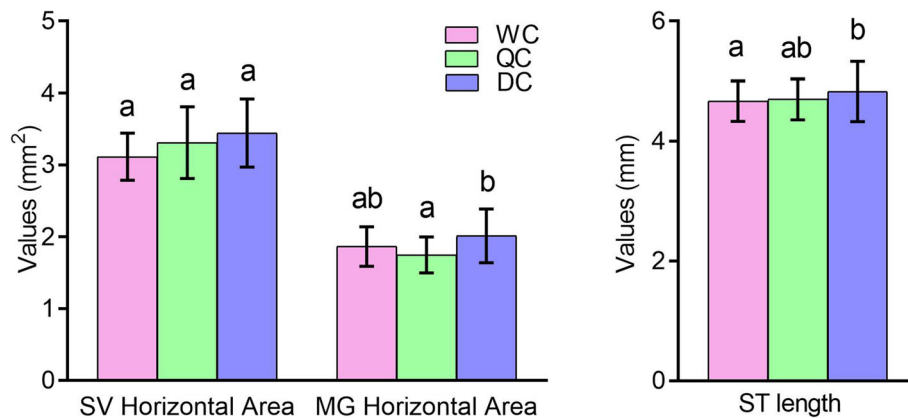 5
4
3
2
1
0
Values (mm²)
WC
QC
DC
a
a
a
ab
a
b
SV Horizontal Area
MG Horizontal Area
6
4
2
0
Values (mm)
a
ab
b
ST length